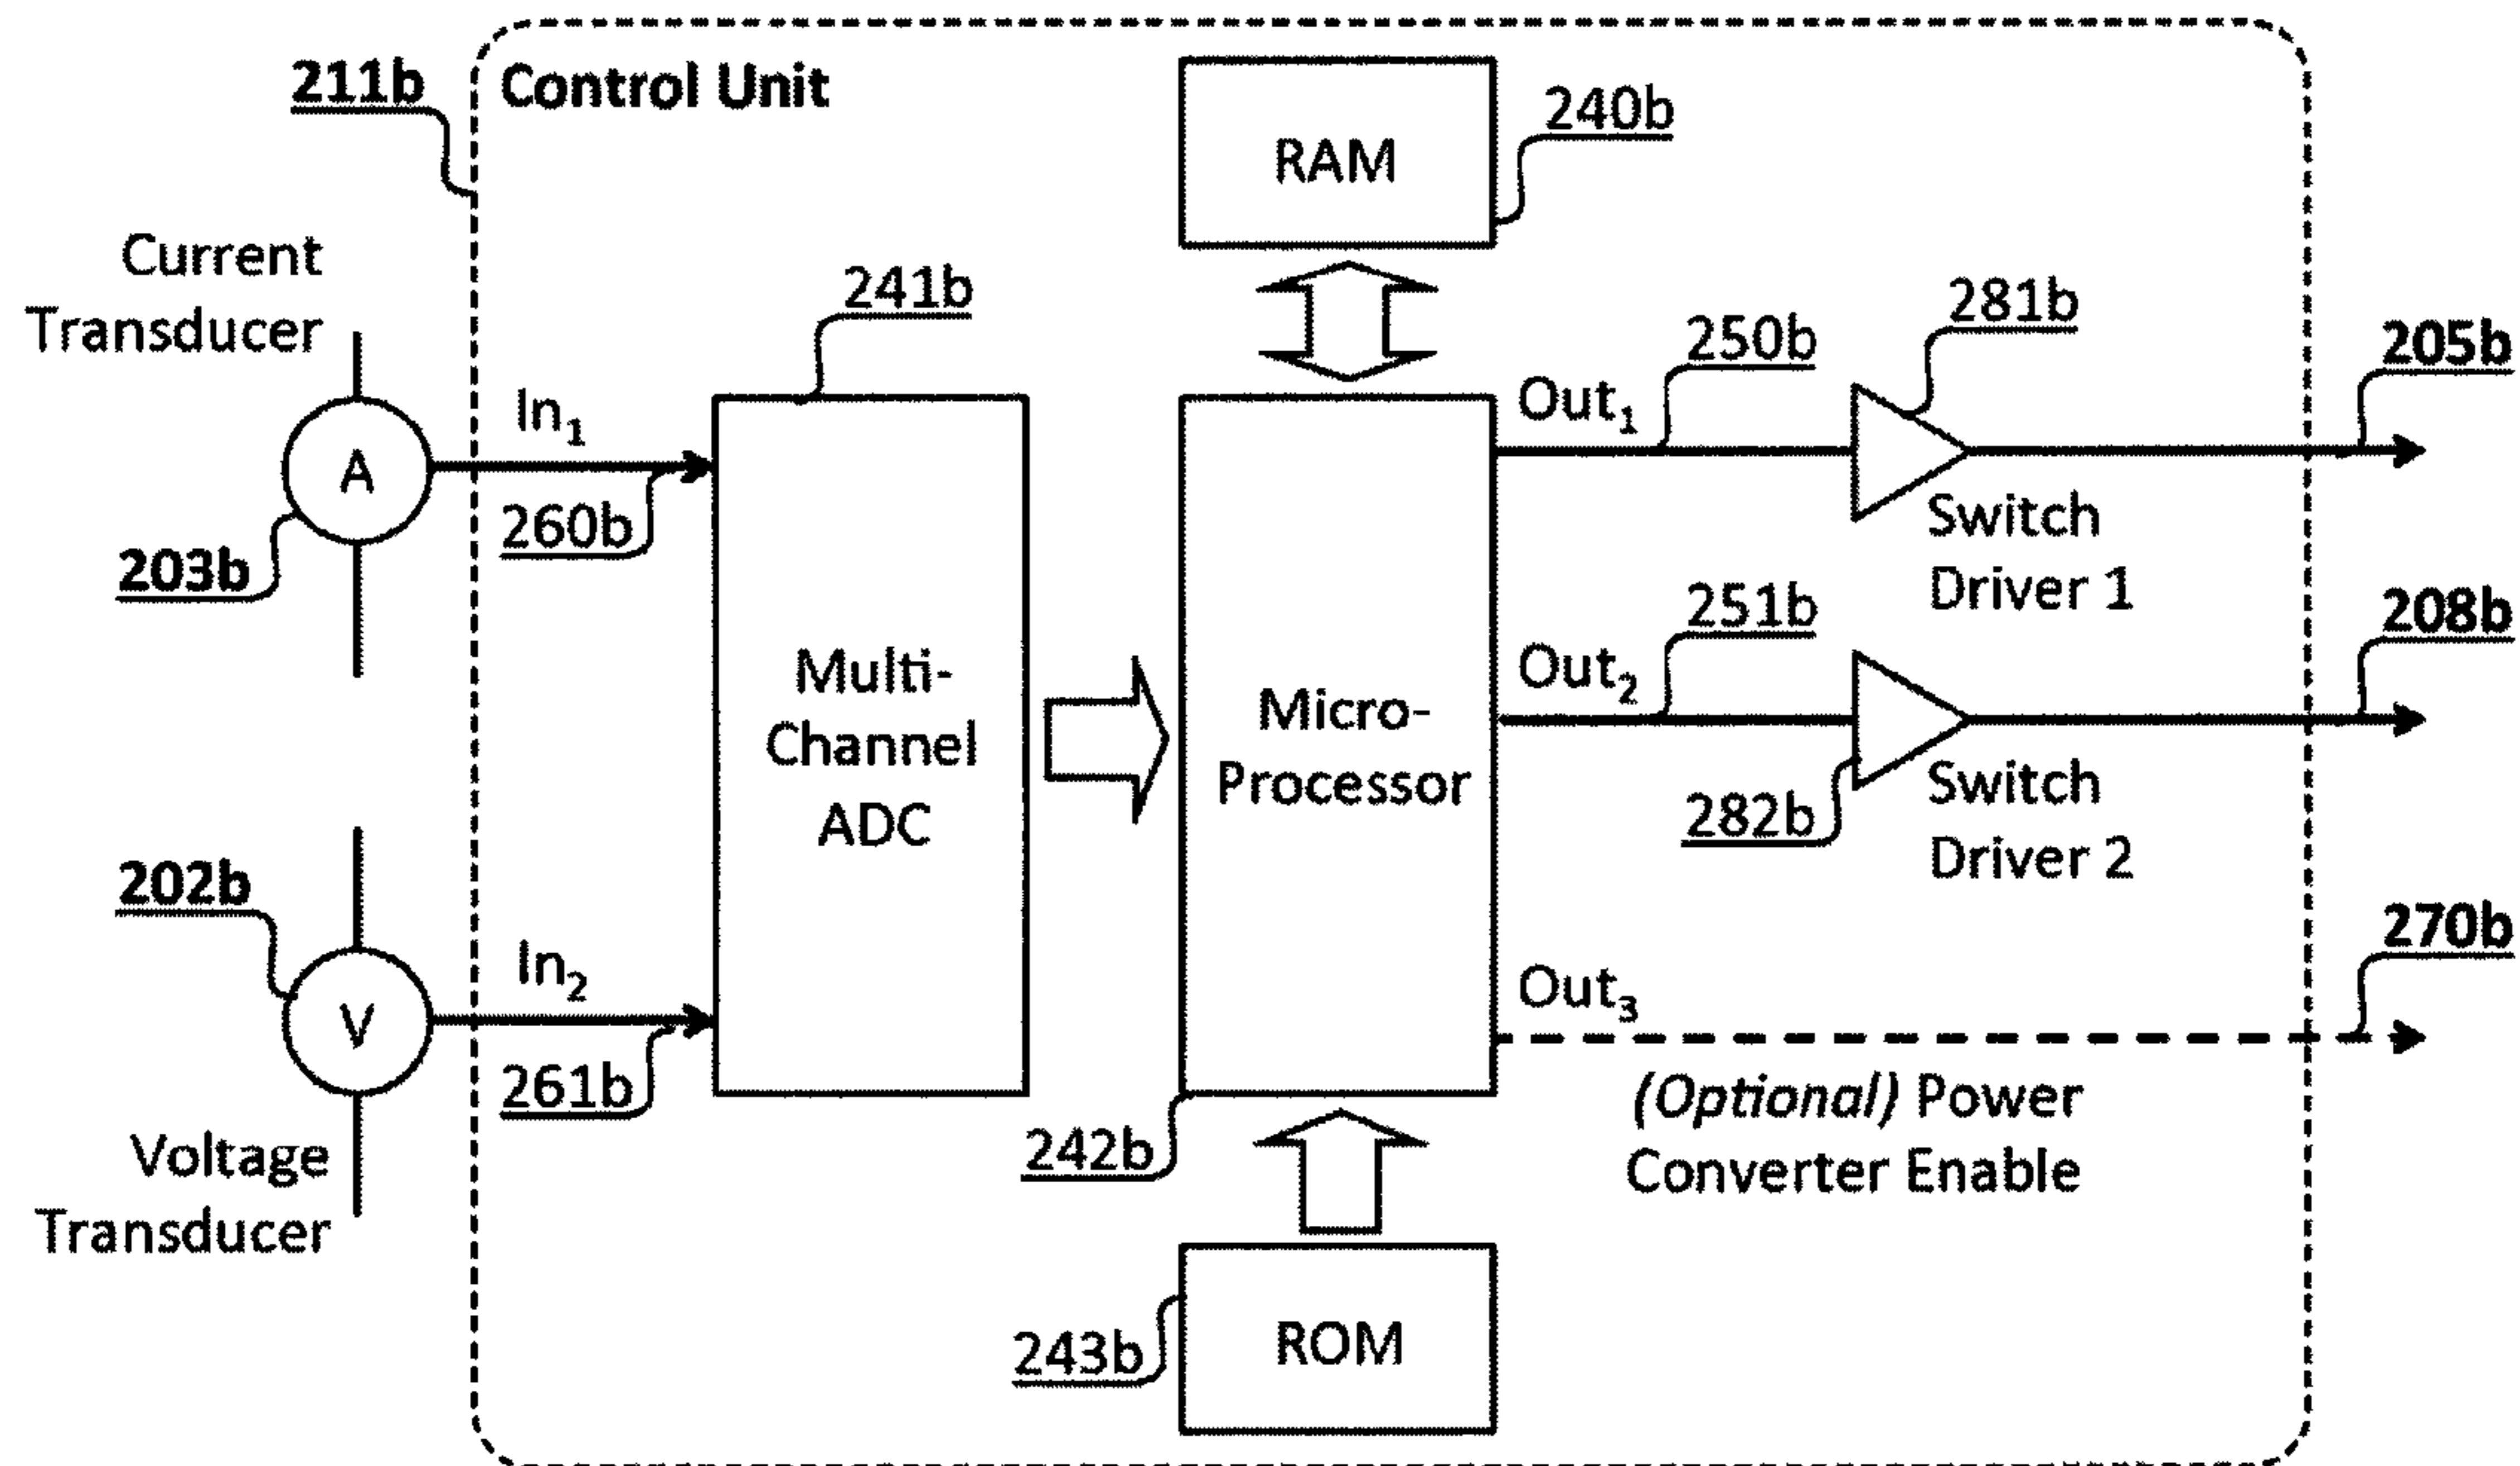 211b
Control Unit
RAM
240b
Current
Transducer
241b
281b
250b
205b
In1
Out1
A
260b
203b
Switch
Driver 1
251b
208b
Multi-
Channel
ADC
Micro-
Processor
Out2
282b
Switch
Driver 2
202b
270b
In2
Out3
V
261b
(Optional) Power
Converter Enable
242b
Voltage
Transducer
243b
ROM